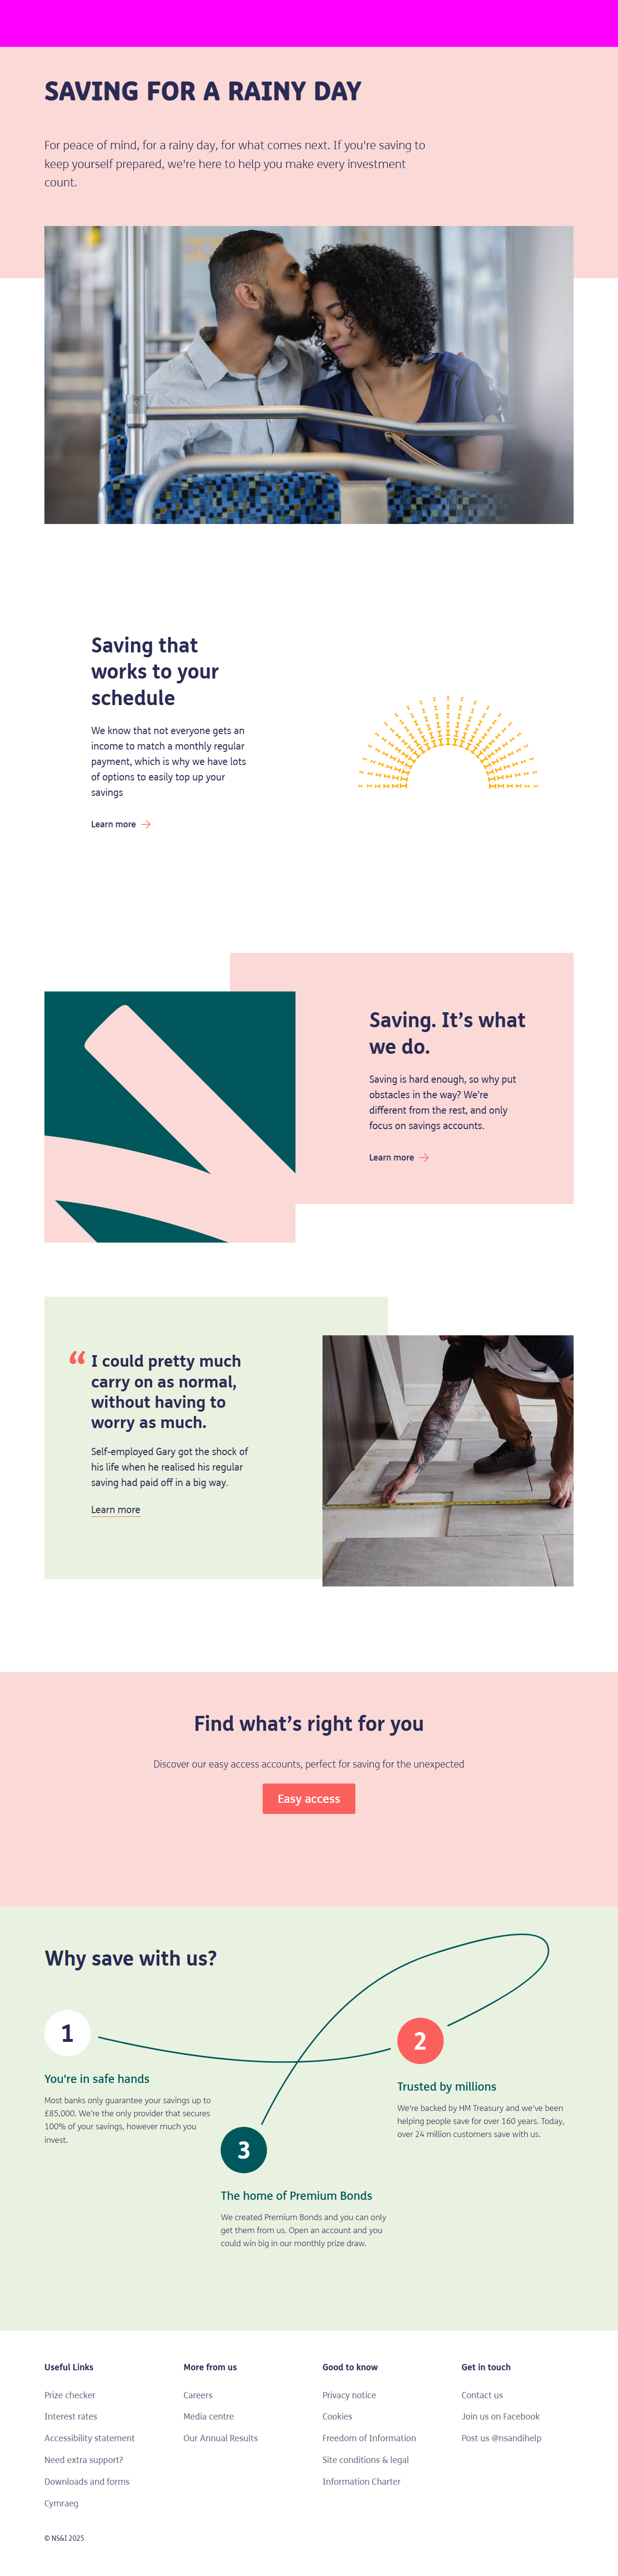 SAVING FOR A RAINY DAY
For peace of mind, for a rainy day, for what comes next. If you're saving to
keep yourself prepared, we're here to help you make every investment
count.
Saving that
works to your
schedule
We know that not everyone gets an
income to match a monthly regular
payment, which is why we have lots
of options to easily top up your
savings
Learn more
Saving. It’s what
we do.
Saving is hard enough, so why put
obstacles in the way? We’re
different from the rest, and only
focus on savings accounts.
Learn more
“ I could pretty much
carry on as normal,
without having to
worry as much.
Self-employed Gary got the shock of
his life when he realised his regular
saving had paid off in a big way.
Learn more
Find what’s right for you
Discover our easy access accounts, perfect for saving for the unexpected
Easy access
Why save with us?
1
You're in safe hands
Most banks only guarantee your savings up to
£85,000. We're the only provider that secures
100% of your savings, however much you
invest.
2
Trusted by millions
We're backed by HM Treasury and we've been
helping people save for over 160 years. Today,
over 24 million customers save with us.
3
The home of Premium Bonds
We created Premium Bonds and you can only
get them from us. Open an account and you
could win big in our monthly prize draw.
Useful Links
Prize checker
Interest rates
Accessibility statement
Need extra support?
Downloads and forms
Cymraeg
More from us
Careers
Media centre
Our Annual Results
Good to know
Privacy notice
Cookies
Freedom of Information
Site conditions & legal
Information Charter
Get in touch
Contact us
Join us on Facebook
Post us @nsandihelp
© NS&I 2025